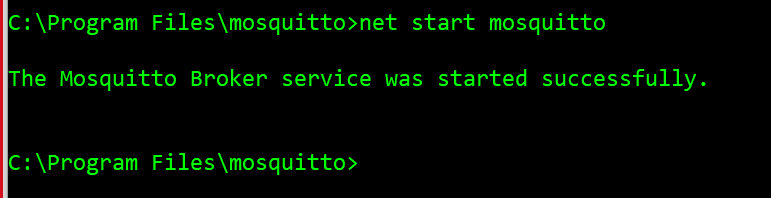 C:\Program Files\mosquitto>net start mosquitto
The Mosquitto Broker service was started successfully.
C:\Program Files\mosquitto>